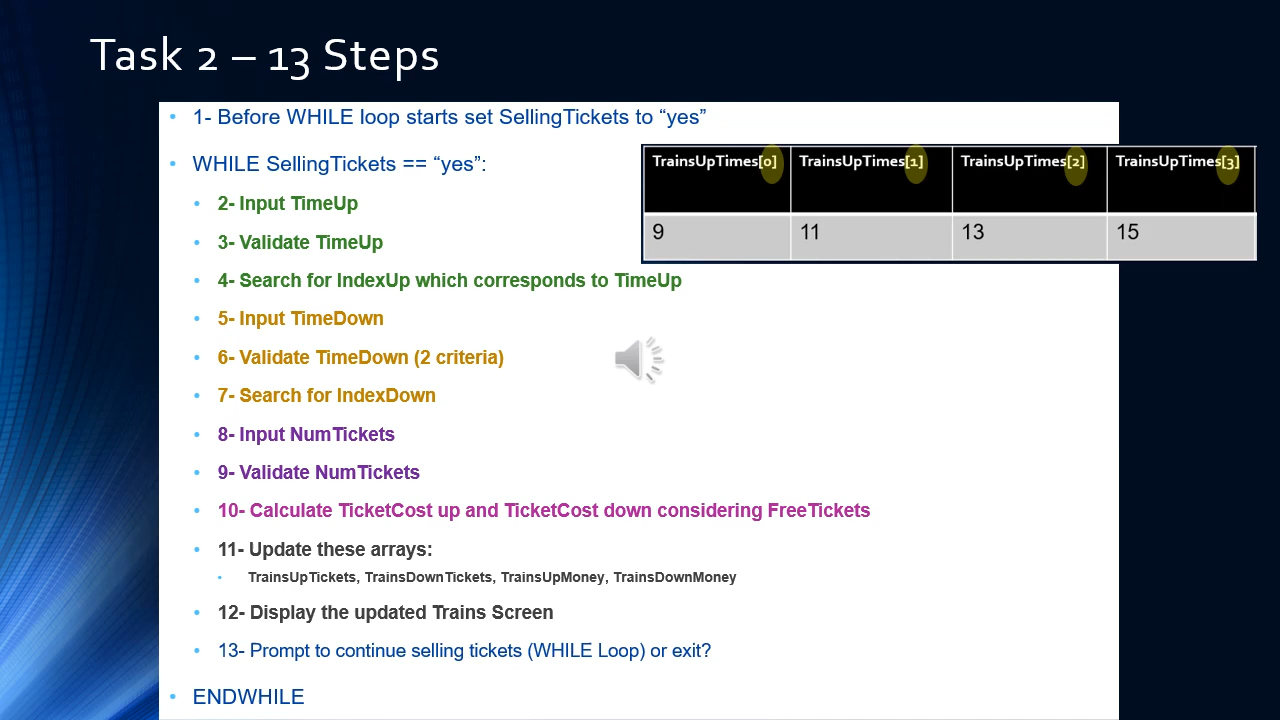 Task 2 – 13 Steps
• 1- Before WHILE loop starts set SellingTickets to “yes”
• WHILE SellingTickets == “yes”:
TrainsUpTimes[0] TrainsUpTimes[1] TrainsUpTimes[2] TrainsUpTimes[3]
9 11 13 15
• 2- Input TimeUp
• 3- Validate TimeUp
• 4- Search for IndexUp which corresponds to TimeUp
• 5- Input TimeDown
• 6- Validate TimeDown (2 criteria)
• 7- Search for IndexDown
• 8- Input NumTickets
• 9- Validate NumTickets
• 10- Calculate TicketCost up and TicketCost down considering FreeTickets
• 11- Update these arrays:
• TrainsUpTickets, TrainsDownTickets, TrainsUpMoney, TrainsDownMoney
• 12- Display the updated Trains Screen
• 13- Prompt to continue selling tickets (WHILE Loop) or exit?
• ENDWHILE